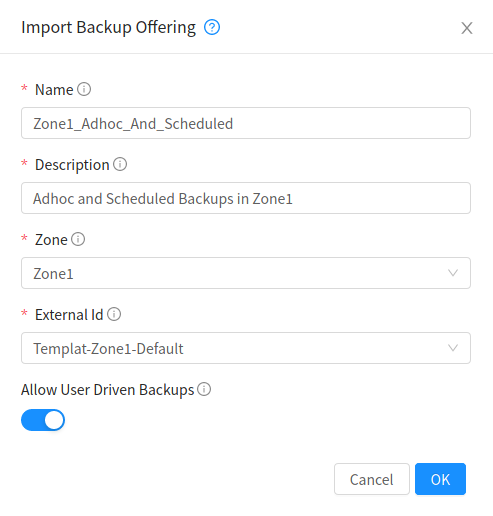 Import Backup Offering
* Name
Zone1_Adhoc_And_Scheduled
* Description
Adhoc and Scheduled Backups in Zone1
* Zone
Zone1
* External Id
Templat-Zone1-Default
Allow User Driven Backups
Cancel OK